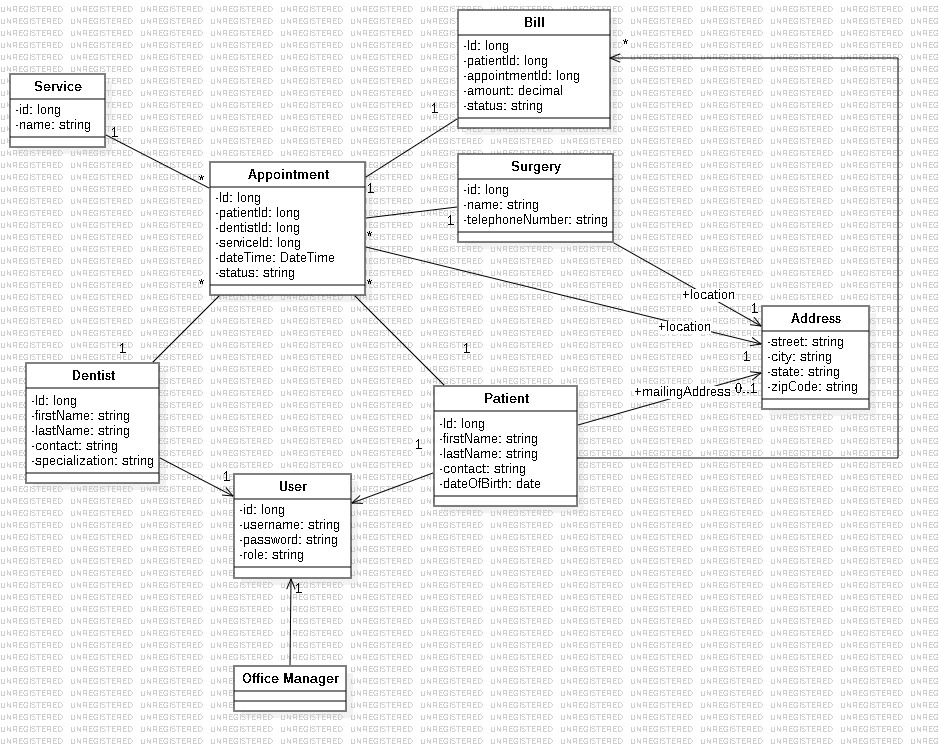 Bill
-Id: long
-patientId: long
-appointmentId: long
-amount: decimal
-status: string
*
1
Service
-id: long
-name: string
1
*
Appointment
-Id: long
-patientId: long
-dentistId: long
-serviceId: long
-dateTime: DateTime
-status: string
1
*
*
*
Surgery
-id: long
-name: string
-telephoneNumber: string
1
+location
1
+location
1
+mailingAddress
0..1
Address
-street: string
-city: string
-state: string
-zipCode: string
1
1
Dentist
-Id: long
-firstName: string
-lastName: string
-contact: string
-specialization: string
Patient
-Id: long
-firstName: string
-lastName: string
-contact: string
-dateOfBirth: date
1
1
User
-id: long
-username: string
-password: string
-role: string
1
Office Manager
UNREGISTERED